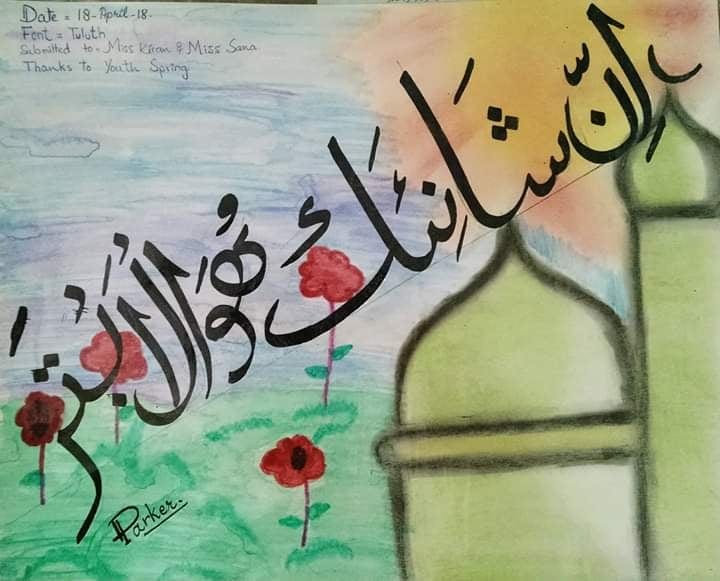 Date = 18-April-18.
Font = Tuluth
Submitted to = Miss Kiran & Miss Sana
Thanks to Youth Spring
إِنَّ شَانِئَكَ هُوَ الْأَبْتَرُ
Parker.